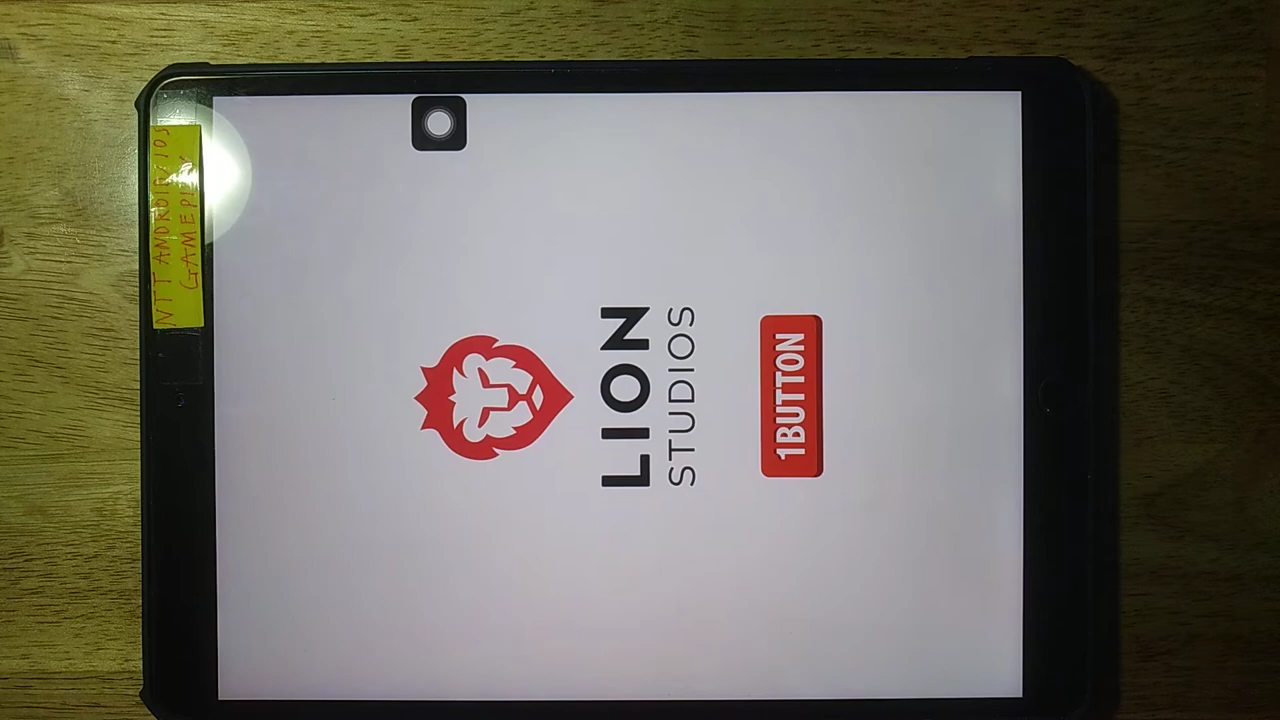 NTT ANDROID/IOS
GAMEPLAY
LION
STUDIOS
1BUTTON